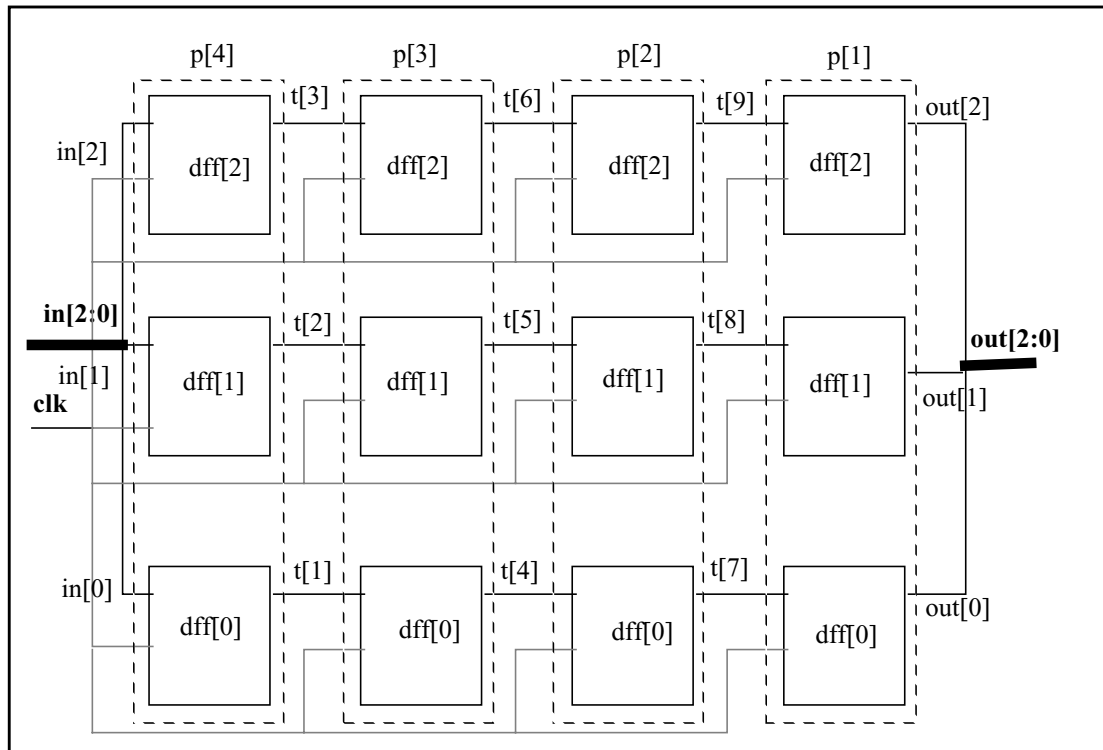 p[4] p[3] p[2] p[1]
t[3] t[6] t[9] out[2]
in[2]
dff[2] dff[2] dff[2] dff[2]
in[2:0] t[2] t[5] t[8] out[2:0]
in[1] dff[1] dff[1] dff[1] dff[1]
clk out[1]
in[0] t[1] t[4] t[7] out[0]
dff[0] dff[0] dff[0] dff[0]